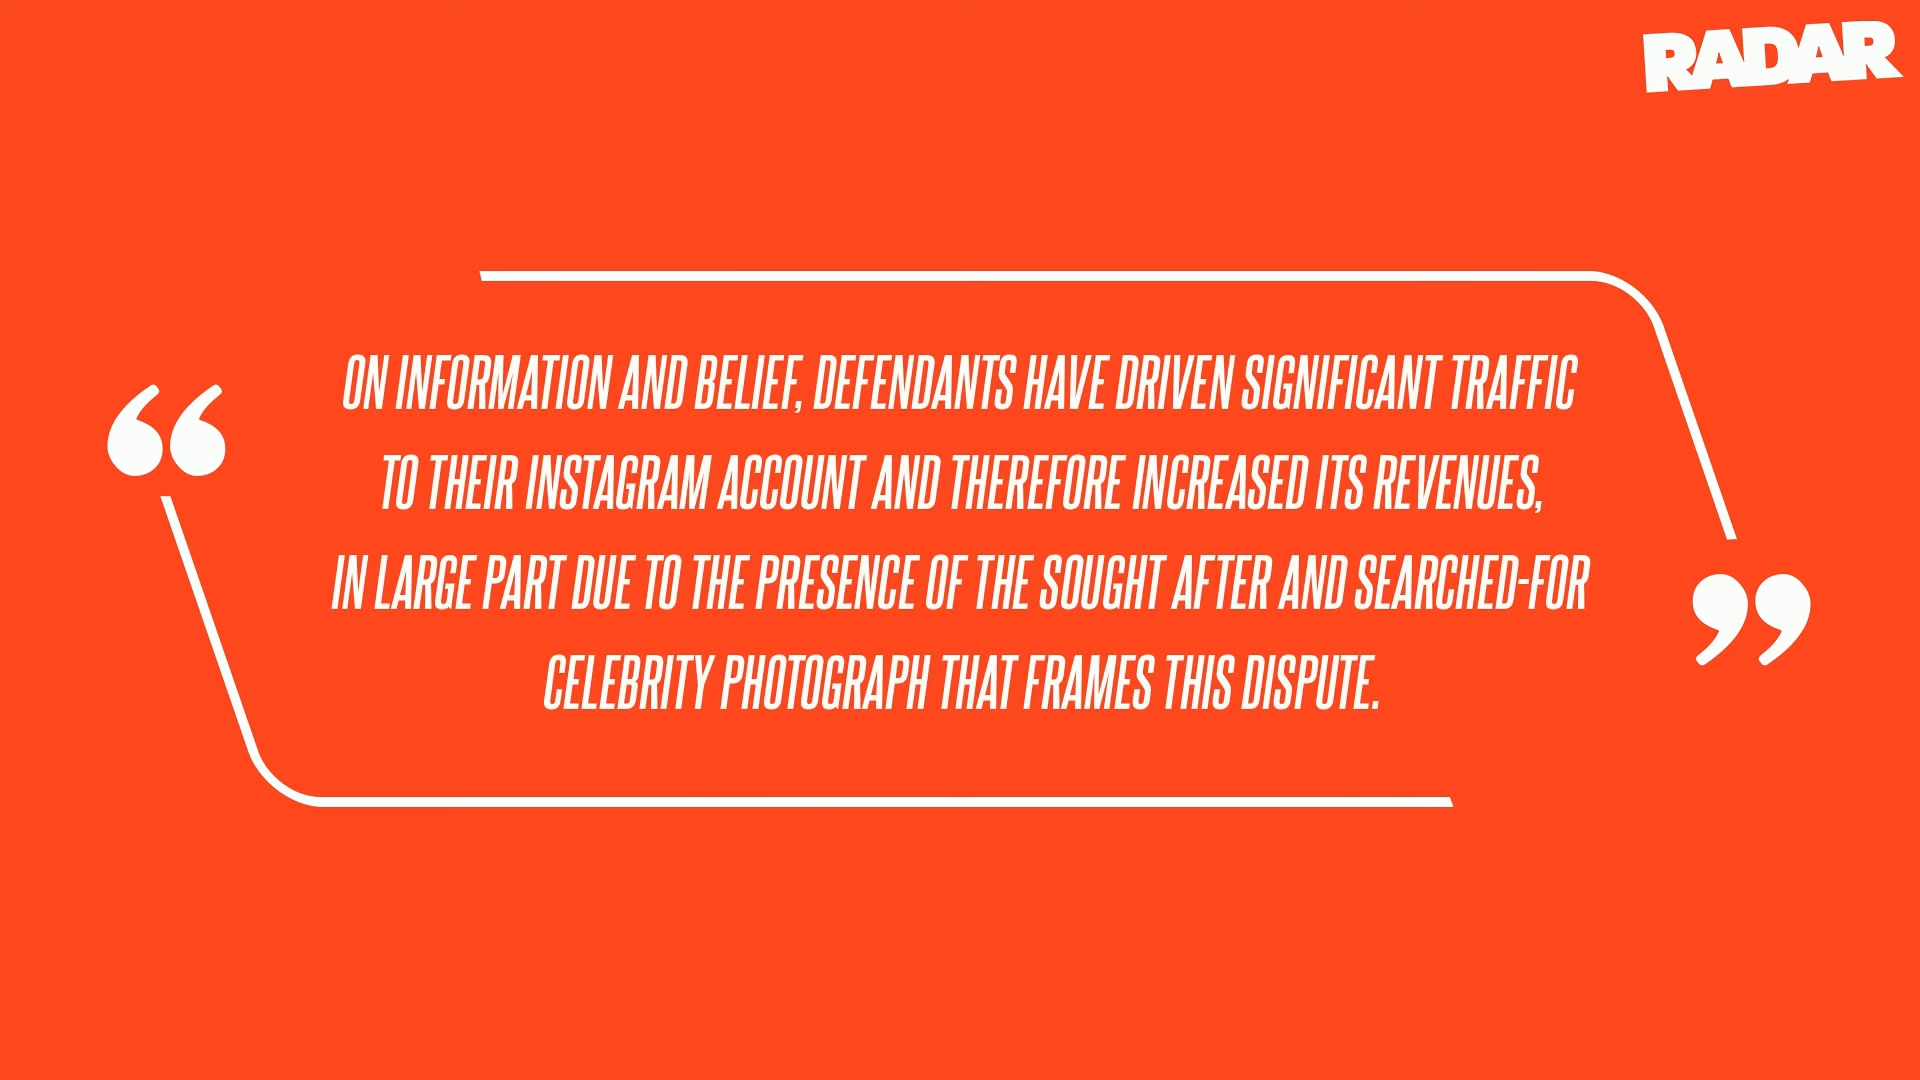 RADAR
ON INFORMATION AND BELIEF, DEFENDANTS HAVE DRIVEN SIGNIFICANT TRAFFIC
TO THEIR INSTAGRAM ACCOUNT AND THEREFORE INCREASED ITS REVENUES,
IN LARGE PART DUE TO THE PRESENCE OF THE SOUGHT AFTER AND SEARCHED-FOR
CELEBRITY PHOTOGRAPH THAT FRAMES THIS DISPUTE.